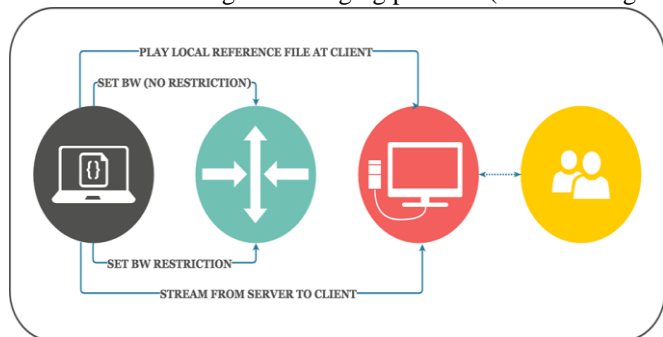 PLAY LOCAL REFERENCE FILE AT CLIENT
SET BW (NO RESTRICTION)
{}
SET BW RESTRICTION
STREAM FROM SERVER TO CLIENT